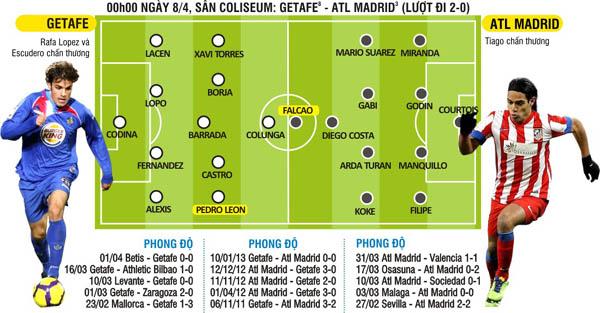 00h00 NGÀY 8/4, SÂN COLISEUM: GETAFE⁸ - ATL MADRID³ (LƯỢT ĐI 2-0)
GETAFE
Rafa Lopez và
Escudero chấn thương
ATL MADRID
Tiago chấn thương
LACEN
XAVI TORRES
MARIO SUAREZ
MIRANDA
LOPO
BORJA
GABI
GODIN
CODINA
BARRADA
COLUNGA
FALCAO
DIEGO COSTA
COURTOIS
FERNANDEZ
CASTRO
ARDA TURAN
MANQUILLO
ALEXIS
PEDRO LEON
KOKE
FILIPE
BURGER
KING
PHONG ĐỘ
01/04 Betis - Getafe 0-0
16/03 Getafe - Athletic Bilbao 1-0
10/03 Levante - Getafe 0-0
01/03 Getafe - Zaragoza 2-0
23/02 Mallorca - Getafe 1-3
PHONG ĐỘ
10/01/13 Getafe - Atl Madrid 0-0
12/12/12 Atl Madrid - Getafe 3-0
11/11/12 Atl Madrid - Getafe 2-0
01/04/12 Atl Madrid - Getafe 3-0
06/11/11 Getafe - Atl Madrid 3-2
PHONG ĐỘ
31/03 Atl Madrid - Valencia 1-1
17/03 Osasuna - Atl Madrid 0-2
10/03 Atl Madrid - Sociedad 0-1
03/03 Malaga - Atl Madrid 0-0
27/02 Sevilla - Atl Madrid 2-2